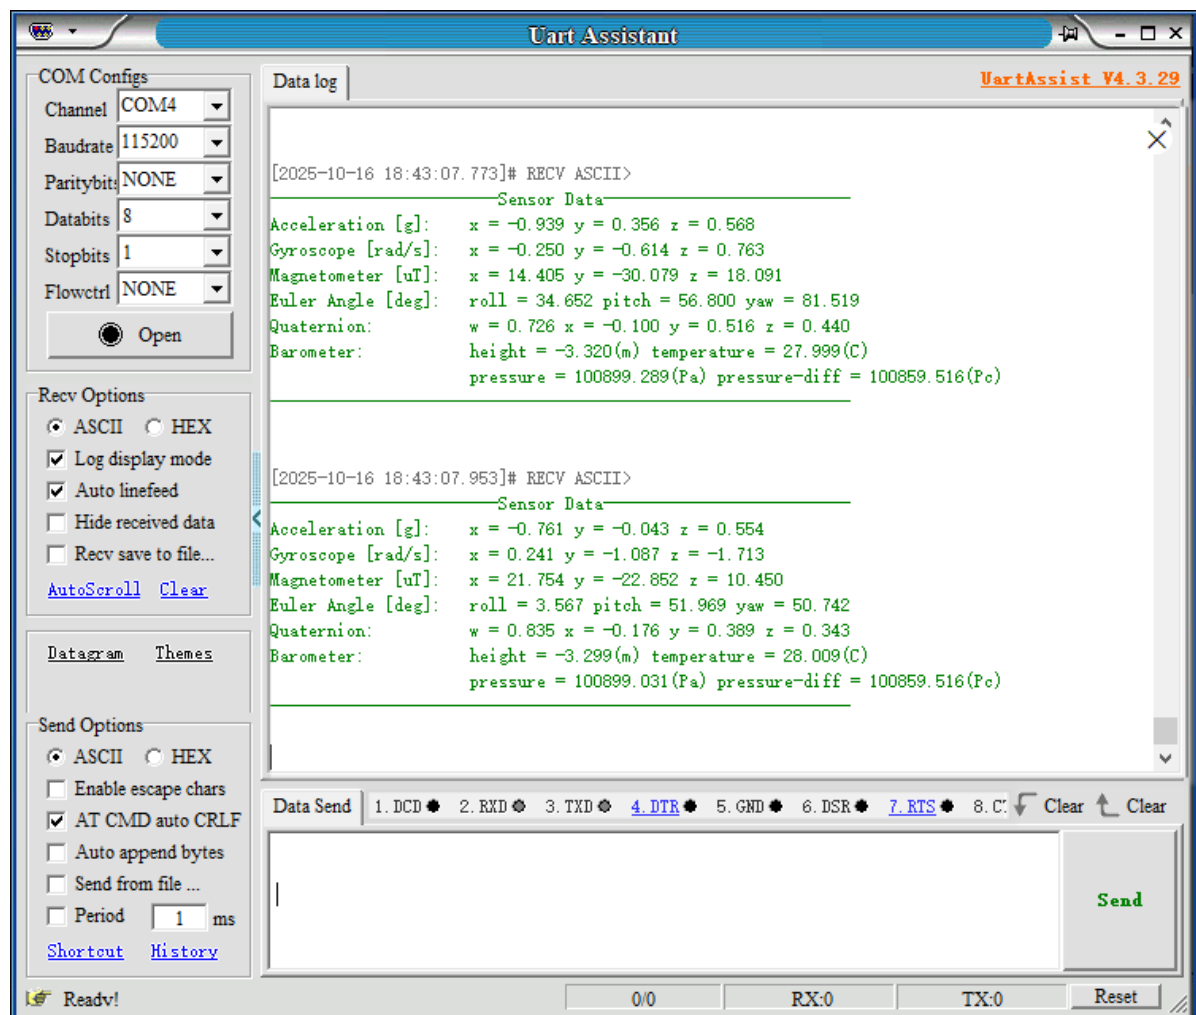 Uart Assistant
COM Configs
Channel COM4
Baudrate 115200
Paritybits NONE
Databits 8
Stopbits 1
Flowctrl NONE
Open
Recv Options
ASCII HEX
Log display mode
Auto linefeed
Hide received data
Recv save to file...
AutoScroll Clear
Datagram Themes
Send Options
ASCII HEX
Enable escape chars
AT CMD auto CRLF
Auto append bytes
Send from file ...
Period 1 ms
Shortcut History
Data log UartAssist V4.3.29
[2025-10-16 18:43:07.773]# RECV ASCII>
Sensor Data
Acceleration [g]: x = -0.939 y = 0.356 z = 0.568
Gyroscope [rad/s]: x = -0.250 y = -0.614 z = 0.763
Magnetometer [uT]: x = 14.405 y = -30.079 z = 18.091
Euler Angle [deg]: roll = 34.652 pitch = 56.800 yaw = 81.519
Quaternion: w = 0.726 x = -0.100 y = 0.516 z = 0.440
Barometer: height = -3.320(m) temperature = 27.999(C)
pressure = 100899.289(Pa) pressure-diff = 100859.516(Pc)
[2025-10-16 18:43:07.953]# RECV ASCII>
Sensor Data
Acceleration [g]: x = -0.761 y = -0.043 z = 0.554
Gyroscope [rad/s]: x = 0.241 y = -1.087 z = -1.713
Magnetometer [uT]: x = 21.754 y = -22.852 z = 10.450
Euler Angle [deg]: roll = 3.567 pitch = 51.969 yaw = 50.742
Quaternion: w = 0.835 x = -0.176 y = 0.389 z = 0.343
Barometer: height = -3.299(m) temperature = 28.009(C)
pressure = 100899.031(Pa) pressure-diff = 100859.516(Pc)
Data Send 1. DCD 2. RXD 3. TXD 4. DTR 5. GND 6. DSR 7. RTS 8. C Clear Clear
Send
Ready! 0/0 RX:0 TX:0 Reset